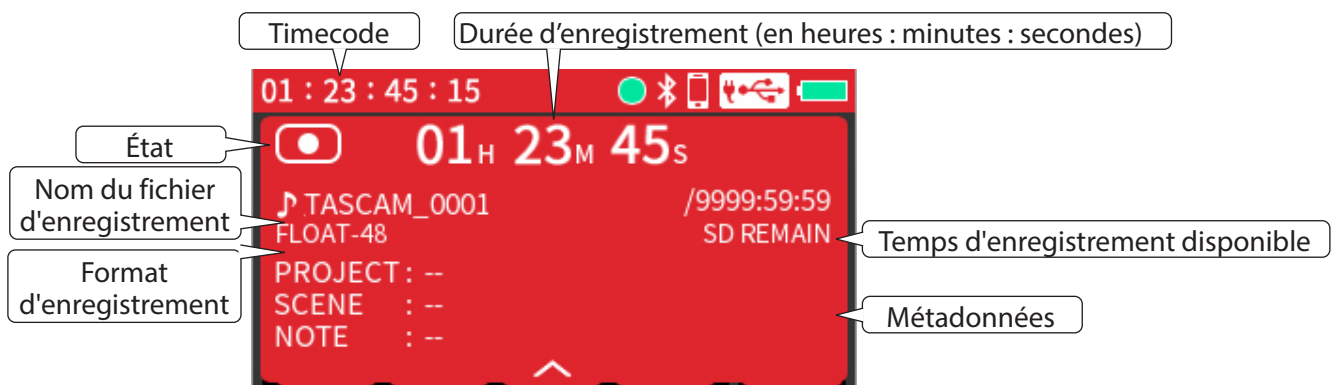 Timecode
Durée d’enregistrement (en heures : minutes : secondes)
01 : 23 : 45 : 15
État
01H 23M 45S
Nom du fichier
d'enregistrement
TASCAM_0001
/9999:59:59
FLOAT-48
SD REMAIN
Temps d'enregistrement disponible
Format
d'enregistrement
PROJECT : --
SCENE : --
NOTE : --
Métadonnées